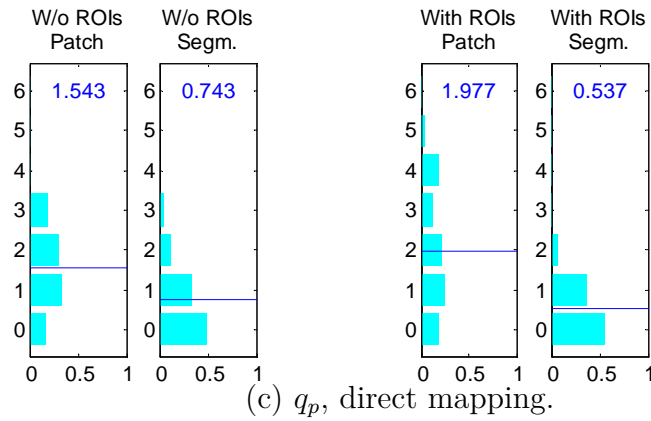 W/o ROIs W/o ROIs With ROIs With ROIs
Patch Segm. Patch Segm.
6 1.543 6 0.743 6 1.977 6 0.537
5 5 5 5
4 4 4 4
3 3 3 3
2 2 2 2
1 1 1 1
0 0 0 0
0 0.5 1 0 0.5 1 0 0.5 1 0 0.5 1
(c) qp, direct mapping.